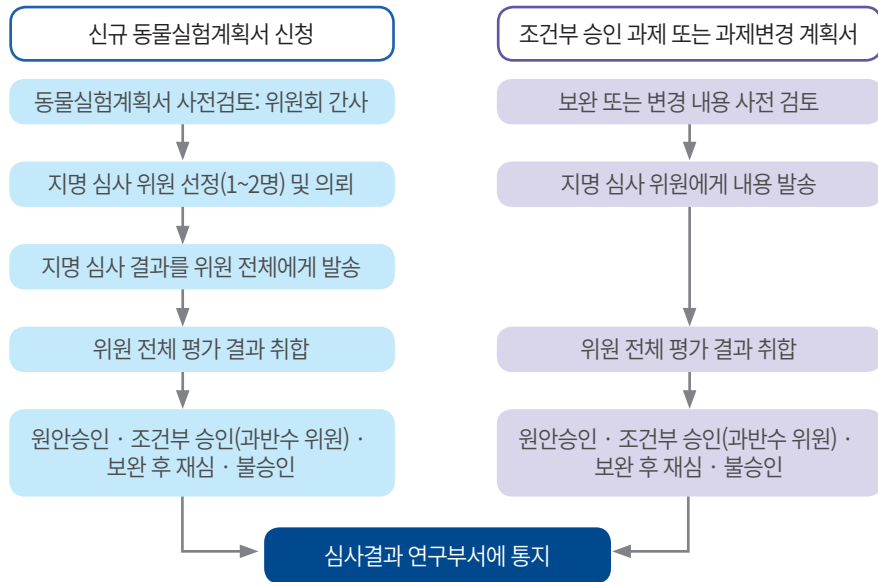 신규 동물실험계획서 신청
동물실험계획서 사전검토: 위원회 간사
지명 심사 위원 선정(1~2명) 및 의뢰
지명 심사 결과를 위원 전체에게 발송
위원 전체 평가 결과 취합
원안승인 · 조건부 승인(과반수 위원) ·
보완 후 재심 · 불승인
조건부 승인 과제 또는 과제변경 계획서
보완 또는 변경 내용 사전 검토
지명 심사 위원에게 내용 발송
위원 전체 평가 결과 취합
원안승인 · 조건부 승인(과반수 위원) ·
보완 후 재심 · 불승인
심사결과 연구부서에 통지